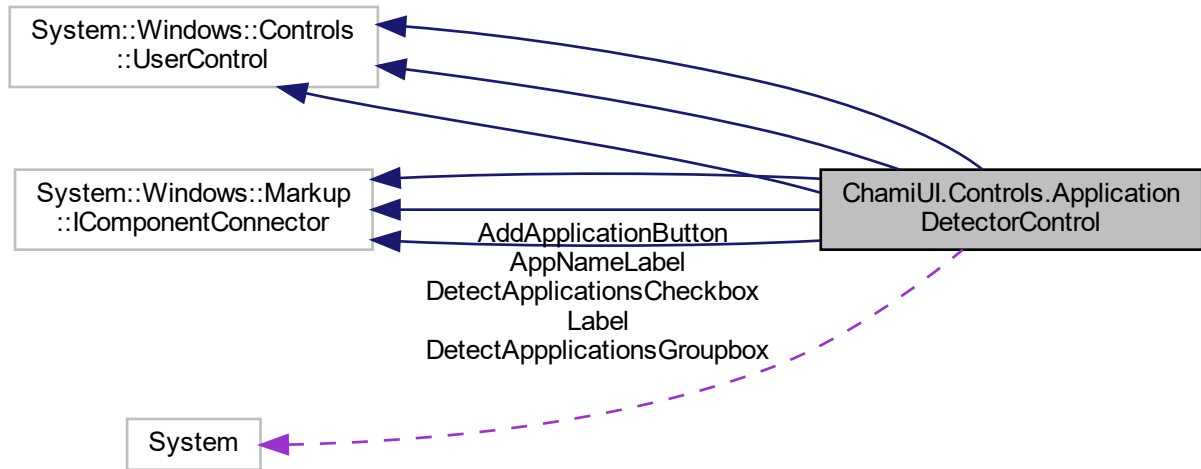 System::Windows::Controls
::UserControl
System::Windows::Markup
::IComponentConnector
ChamiUI.Controls.Application
DetectorControl
AddApplicationButton
AppNameLabel
DetectApplicationsCheckbox
Label
DetectAppplicationsGroupbox
System